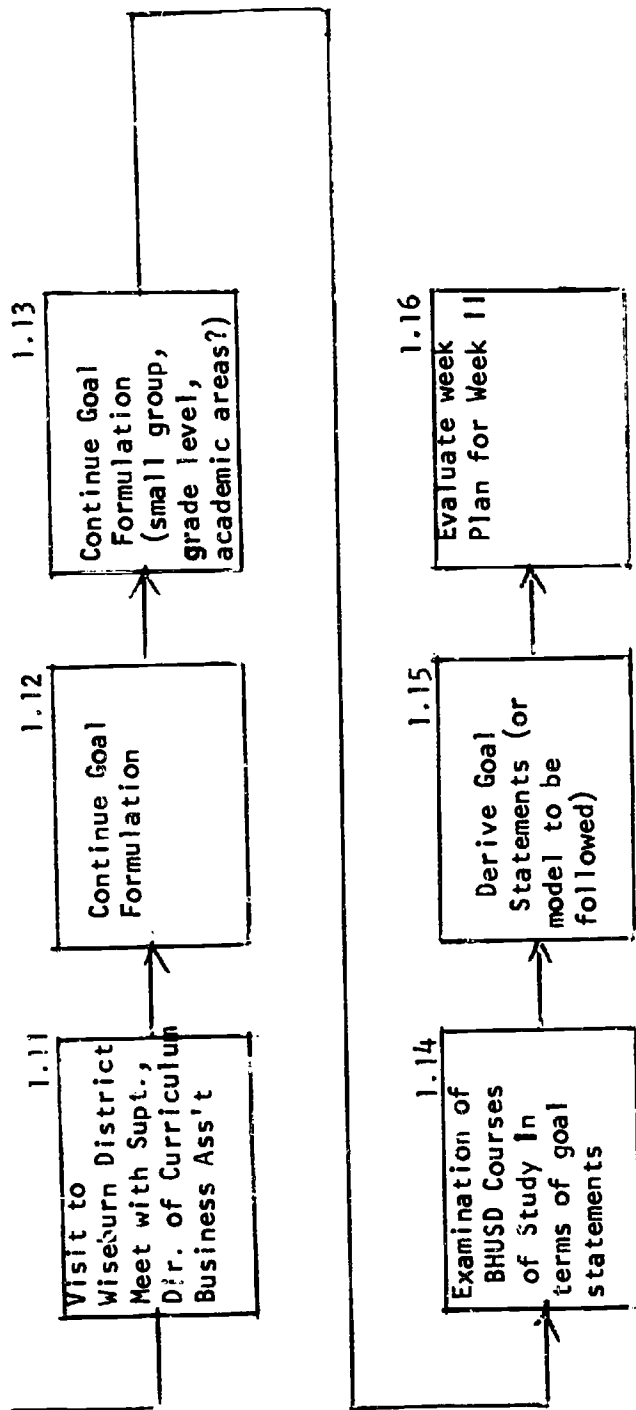 1.11
Visit to
Wiseburn District
Meet with Supt.,
Dir. of Curriculum
Business Ass't
1.12
Continue Goal
Formulation
1.13
Continue Goal
Formulation
(small group,
grade level,
academic areas?)
1.14
Examination of
BHUSD Courses
of Study In
terms of goal
statements
1.15
Derive Goal
Statements (or
model to be
followed)
1.16
Evaluate week
Plan for Week II